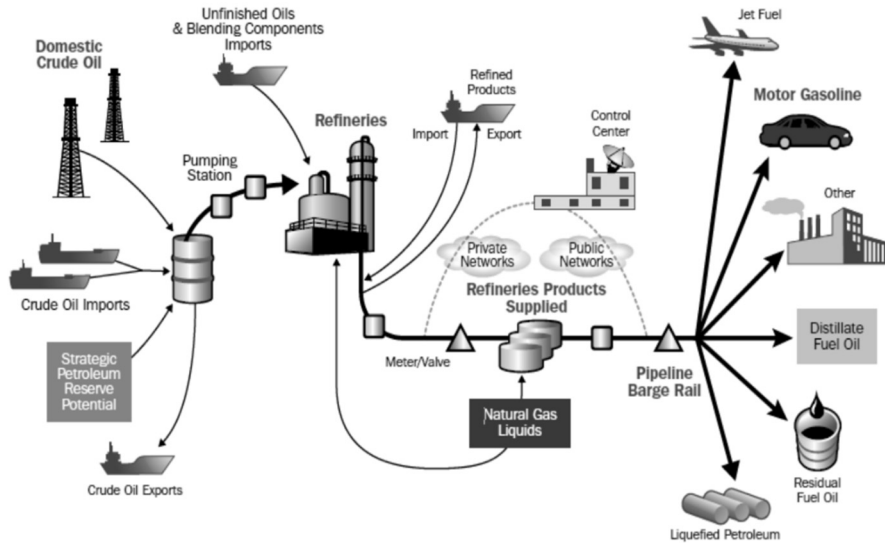 Unfinished Oils
& Blending Components
Imports
Domestic
Crude Oil
Refineries
Refined
Products
Import
Export
Control
Center
Jet Fuel
Motor Gasoline
Pumping
Station
Other
Private
Networks
Public
Networks
Crude Oil Imports
Refineries Products
Supplied
Strategic
Petroleum
Reserve
Potential
Meter/Valve
Distillate
Fuel Oil
Pipeline
Barge Rail
Natural Gas
Liquids
Crude Oil Exports
Residual
Fuel Oil
Liquefied Petroleum